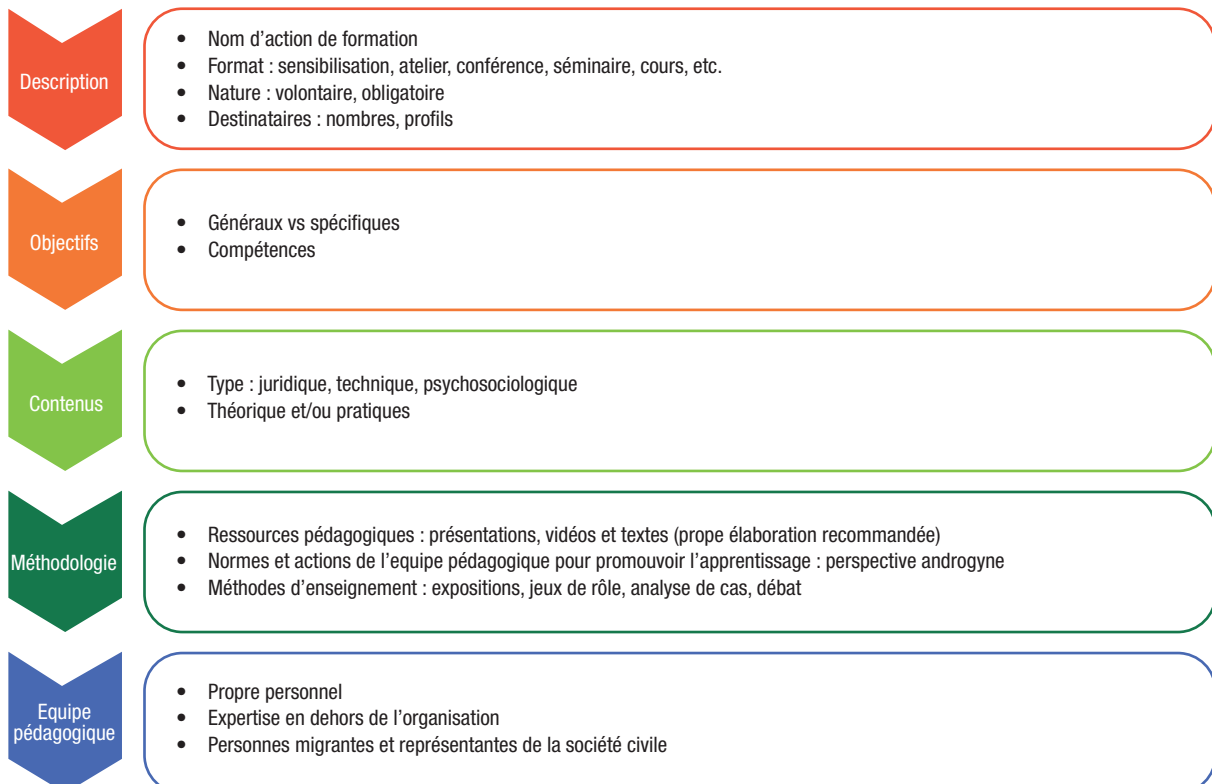 Description
• Nom d’action de formation
• Format : sensibilisation, atelier, conférence, séminaire, cours, etc.
• Nature : volontaire, obligatoire
• Destinataires : nombres, profils
Objectifs
• Généraux vs spécifiques
• Compétences
Contenus
• Type : juridique, technique, psychosociologique
• Théorique et/ou pratiques
Méthodologie
• Ressources pédagogiques : présentations, vidéos et textes (prope élaboration recommandée)
• Normes et actions de l’equipe pédagogique pour promouvoir l’apprentissage : perspective androgyne
• Méthodes d’enseignement : expositions, jeux de rôle, analyse de cas, débat
Equipe
pédagogique
• Propre personnel
• Expertise en dehors de l’organisation
• Personnes migrantes et représentantes de la société civile